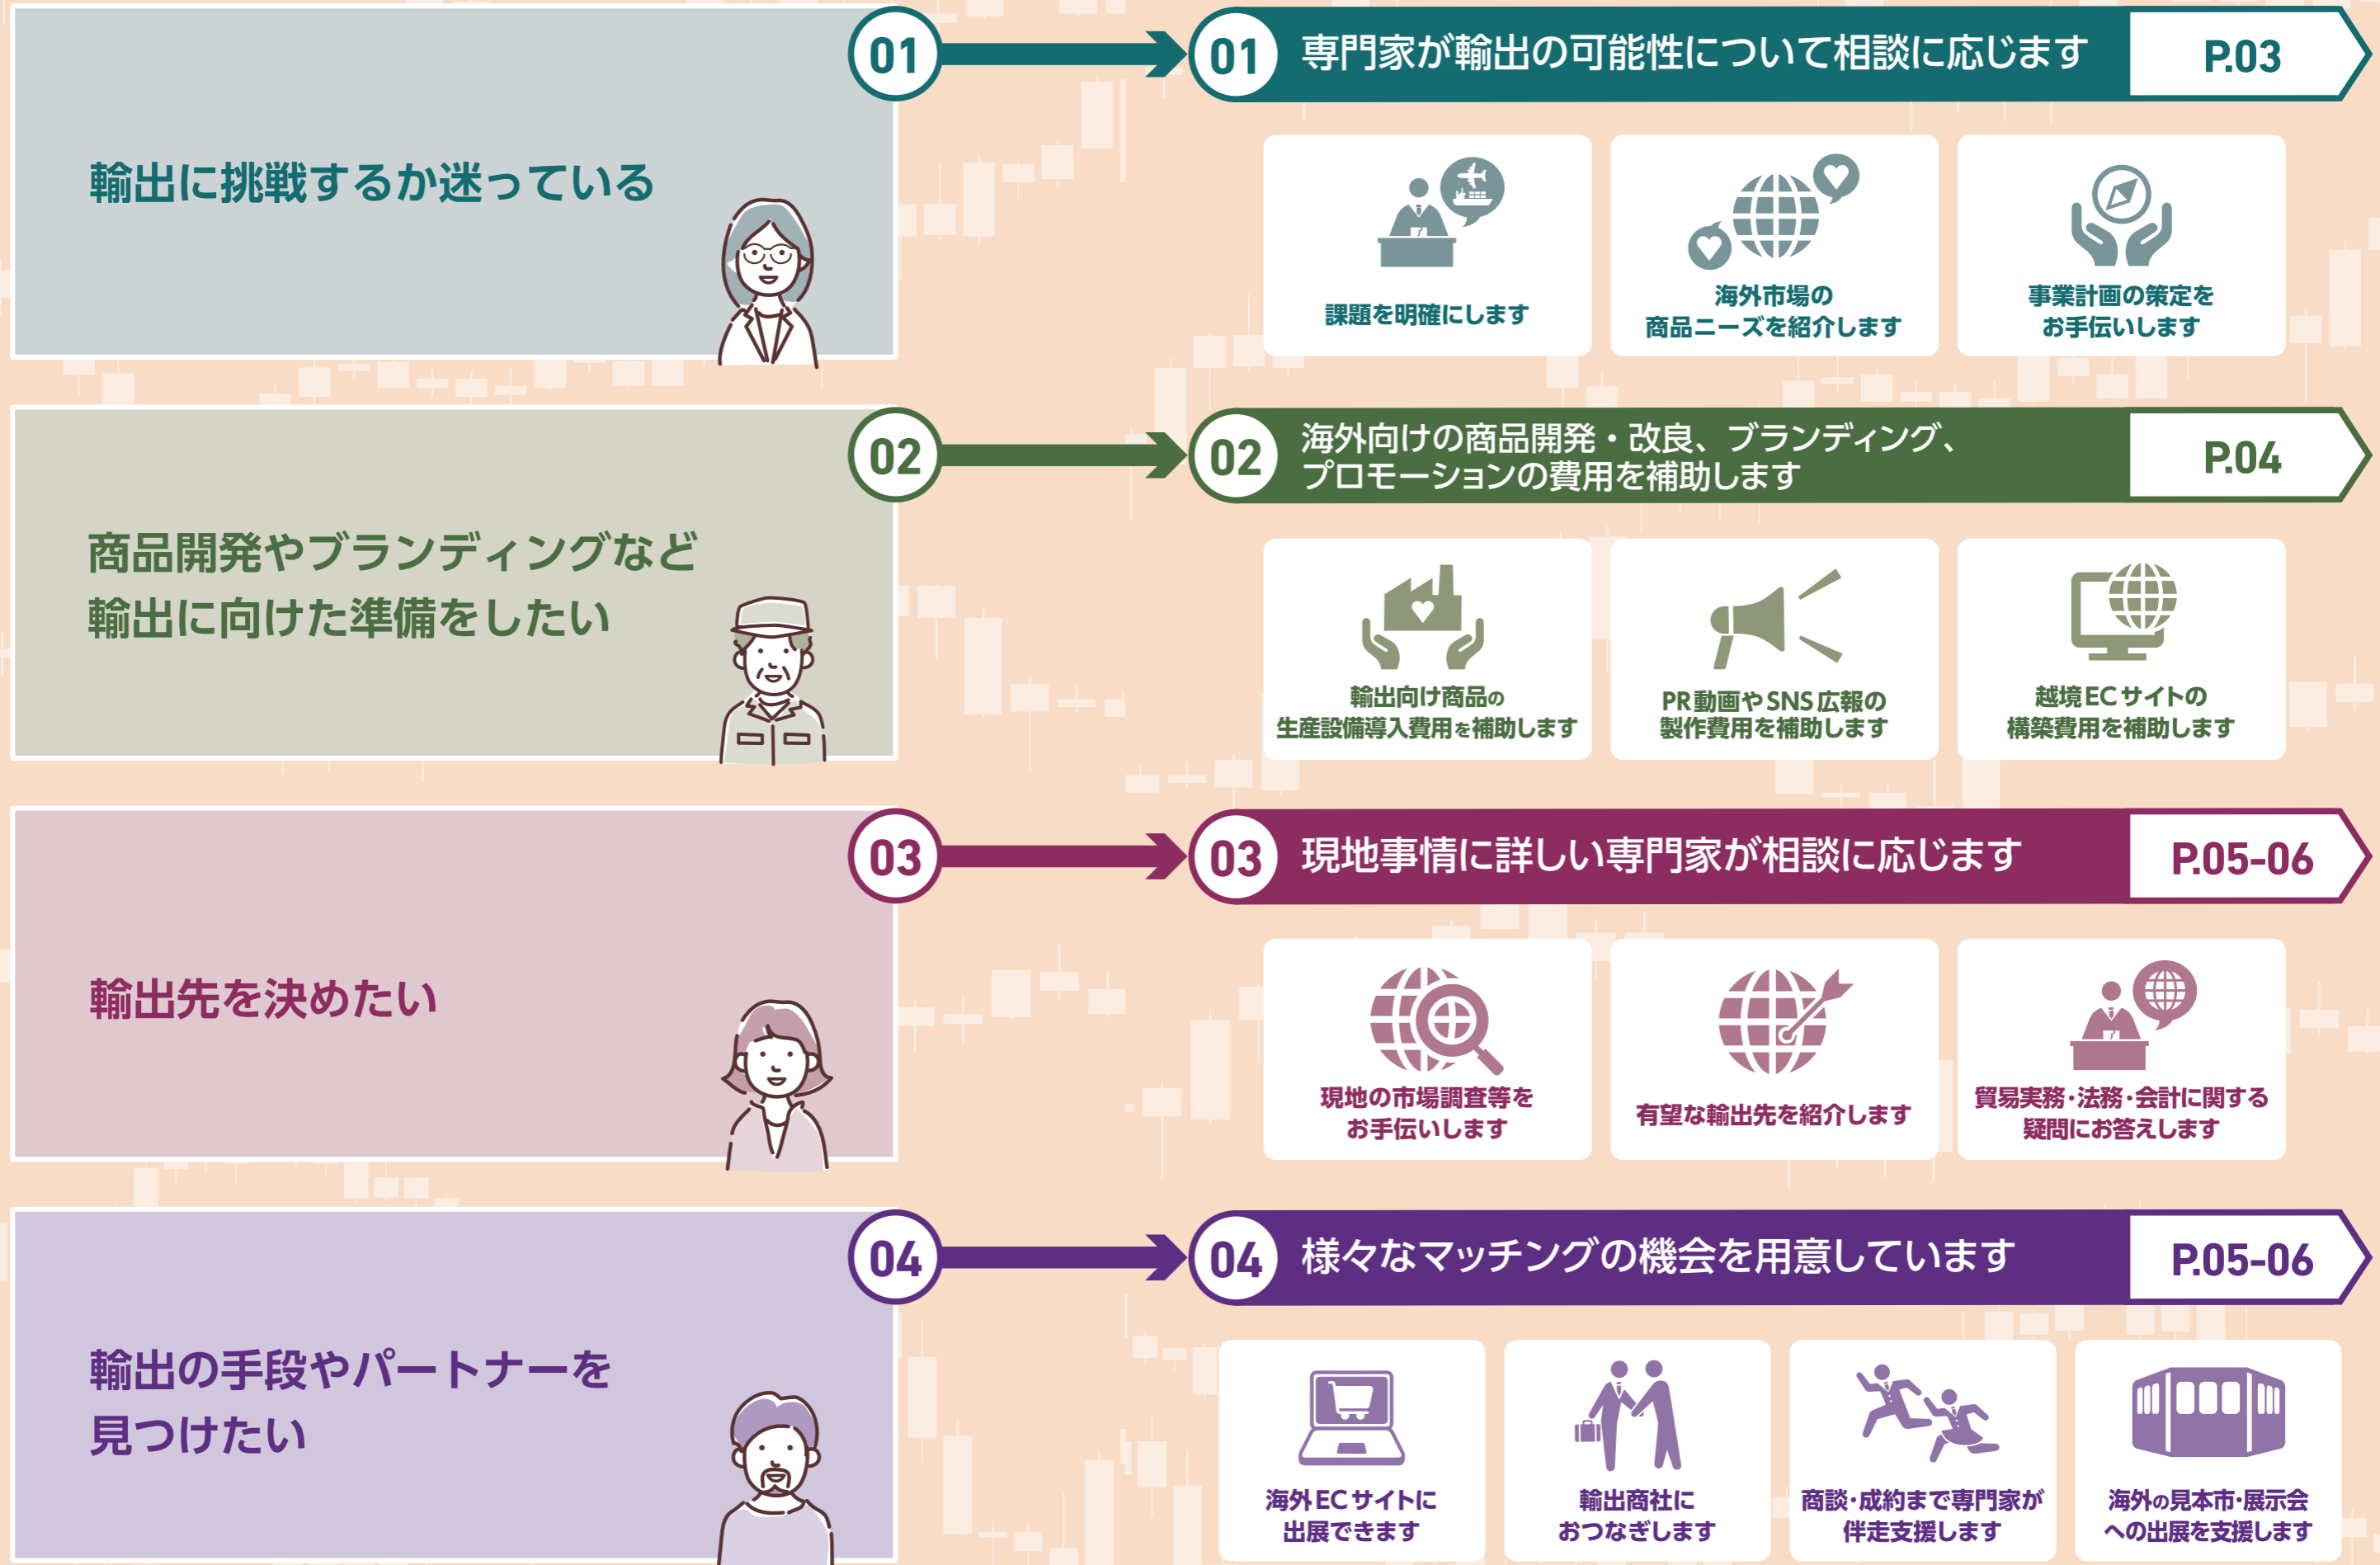 輸出に挑戦するか迷っている
01
01
専門家が輸出の可能性について相談に応じます
P.03
課題を明確にします
海外市場の
商品ニーズを紹介します
事業計画の策定を
お手伝いします
商品開発やブランディングなど
輸出に向けた準備をしたい
02
02
海外向けの商品開発・改良、ブランディング、
プロモーションの費用を補助します
P.04
輸出向け商品の
生産設備導入費用を補助します
PR動画やSNS広報の
製作費用を補助します
越境ECサイトの
構築費用を補助します
輸出先を決めたい
03
03
現地事情に詳しい専門家が相談に応じます
P.05-06
現地の市場調査等を
お手伝いします
有望な輸出先を紹介します
貿易実務・法務・会計に関する
疑問にお答えします
輸出の手段やパートナーを
見つけたい
04
04
様々なマッチングの機会を用意しています
P.05-06
海外ECサイトに
出展できます
輸出商社に
おつなぎします
商談・成約まで専門家が
伴走支援します
海外の見本市・展示会
への出展を支援します